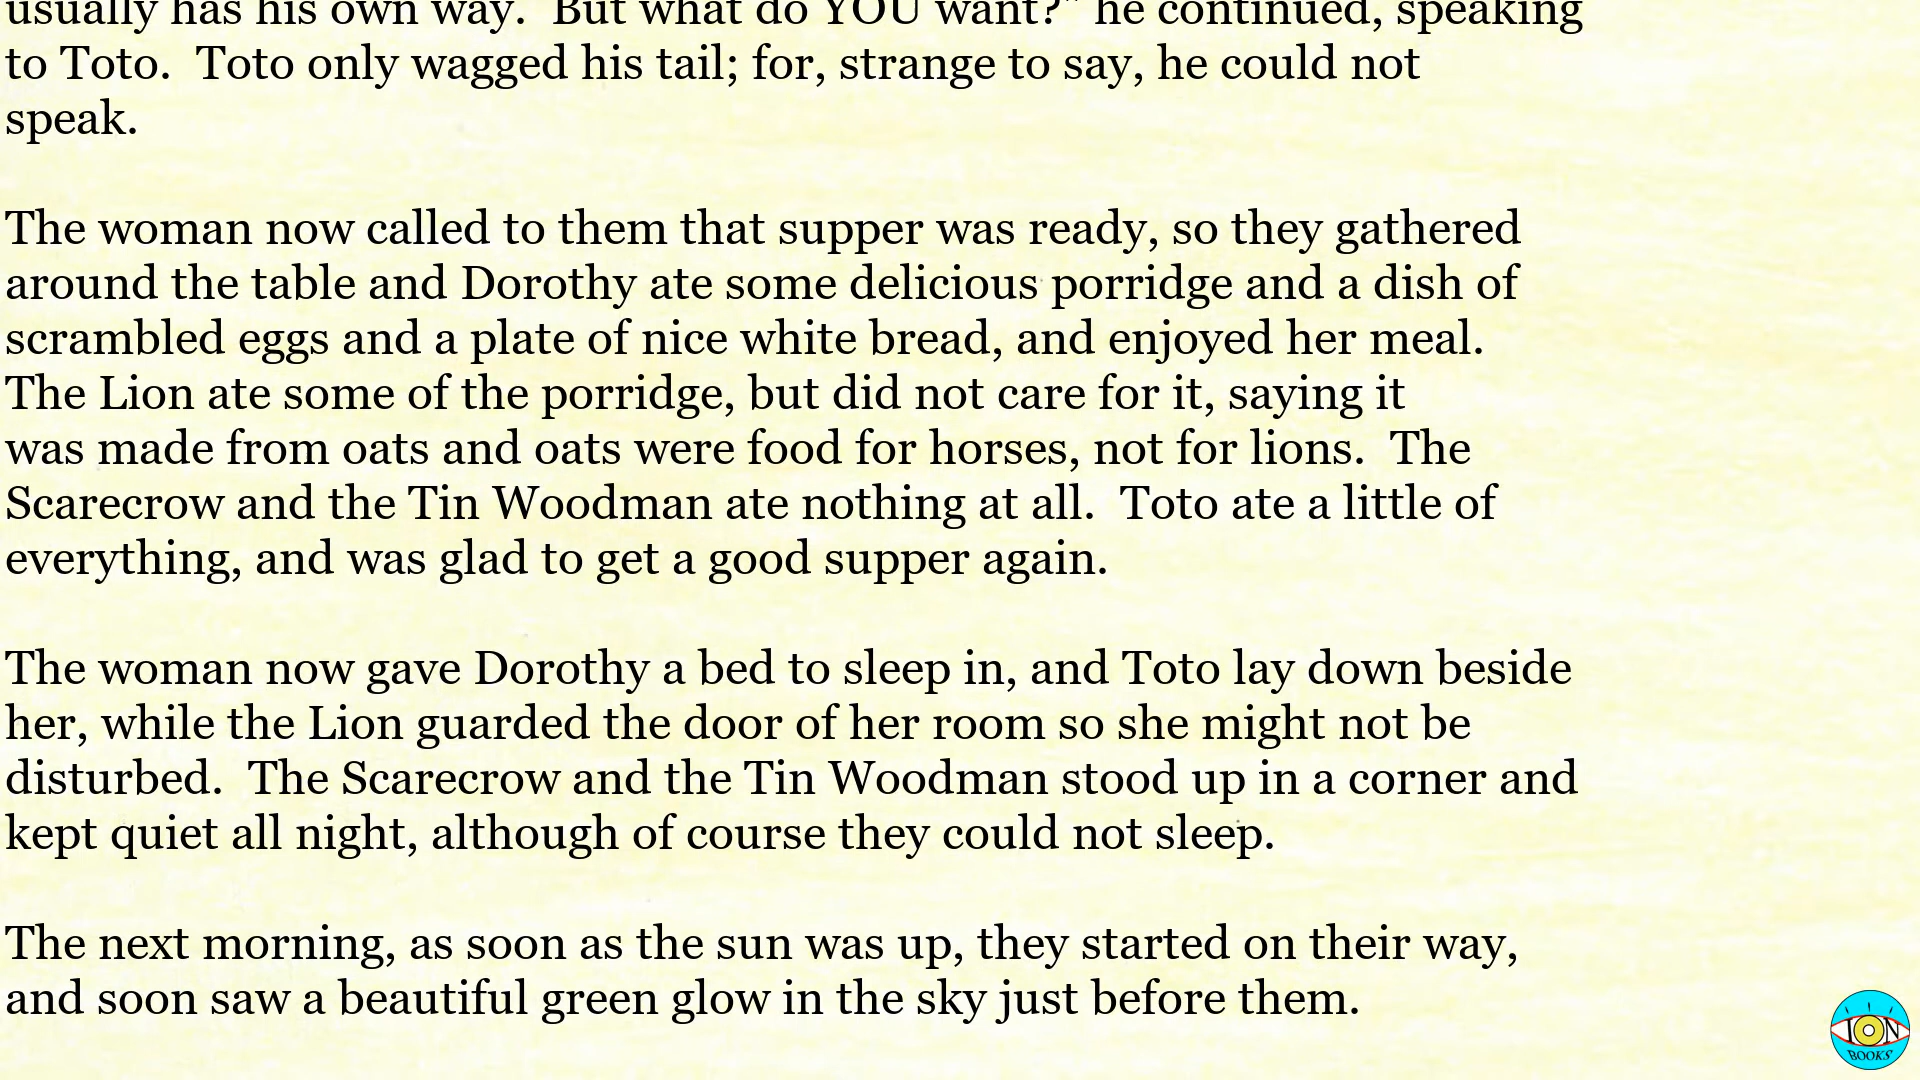 usually has his own way.  But what do YOU want?" he continued, speaking
to Toto.  Toto only wagged his tail; for, strange to say, he could not
speak.
The woman now called to them that supper was ready, so they gathered
around the table and Dorothy ate some delicious porridge and a dish of
scrambled eggs and a plate of nice white bread, and enjoyed her meal.
The Lion ate some of the porridge, but did not care for it, saying it
was made from oats and oats were food for horses, not for lions.  The
Scarecrow and the Tin Woodman ate nothing at all.  Toto ate a little of
everything, and was glad to get a good supper again.
The woman now gave Dorothy a bed to sleep in, and Toto lay down beside
her, while the Lion guarded the door of her room so she might not be
disturbed.  The Scarecrow and the Tin Woodman stood up in a corner and
kept quiet all night, although of course they could not sleep.
The next morning, as soon as the sun was up, they started on their way,
and soon saw a beautiful green glow in the sky just before them.
ION
BOOKS